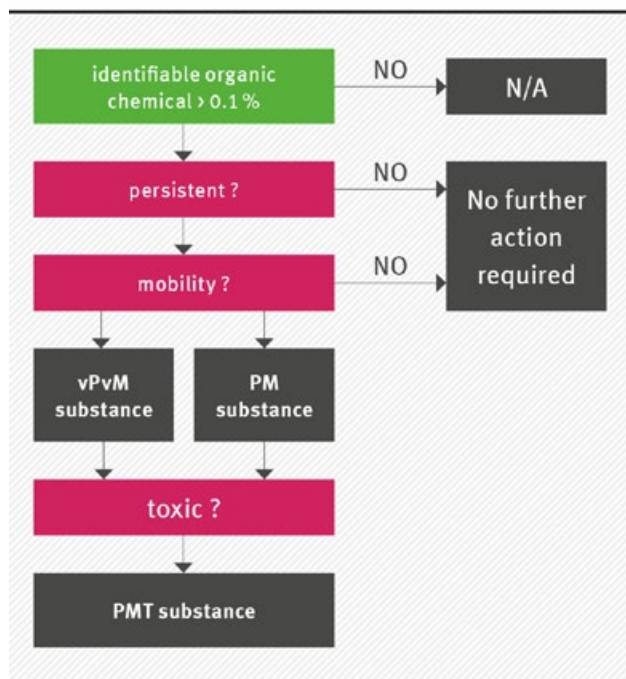 identifiable organic
chemical › 0.1 %
NO
N/A
persistent ?
NO
No further
action
required
mobility ?
NO
vPvM
substance
PM
substance
toxic ?
PMT substance